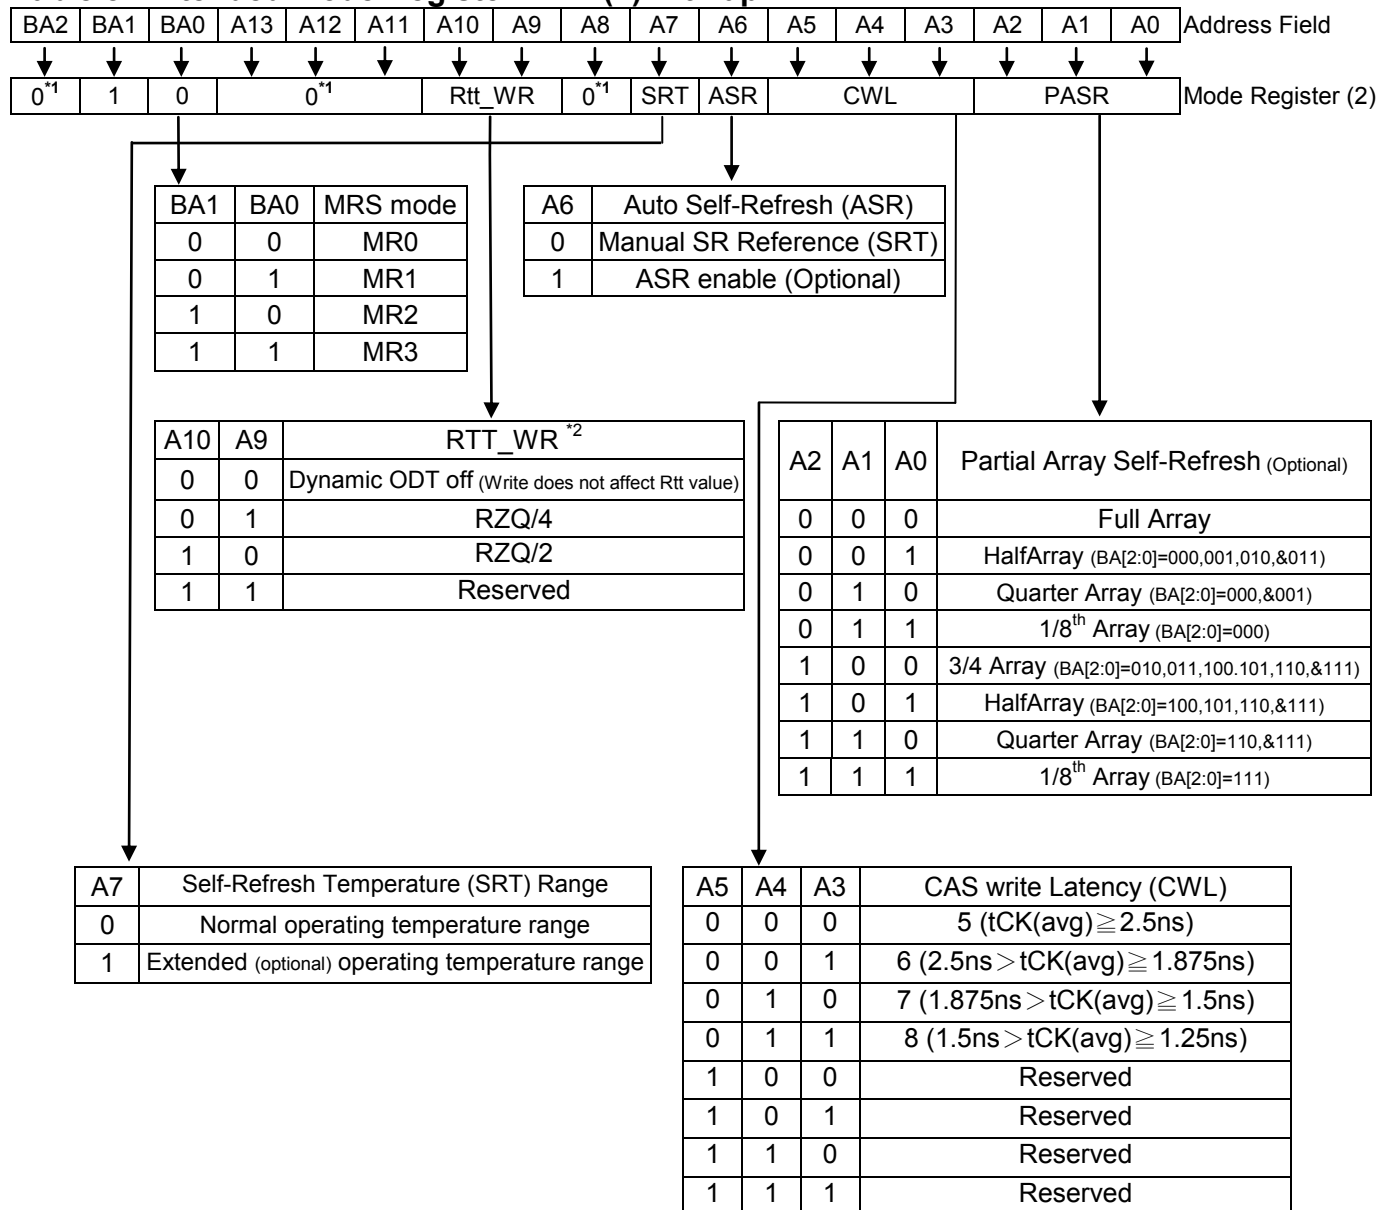 BA2 BA1 BA0 A13 A12 A11 A10 A9 A8 A7 A6 A5 A4 A3 A2 A1 A0 Address Field
0*1 1 0 0*1 Rtt_WR 0*1 SRT ASR CWL PASR Mode Register (2)
BA1 BA0 MRS mode
0 0 MR0
0 1 MR1
1 0 MR2
1 1 MR3
A6 Auto Self-Refresh (ASR)
0 Manual SR Reference (SRT)
1 ASR enable (Optional)
A10 A9 RTT_WR *2
0 0 Dynamic ODT off (Write does not affect Rtt value)
0 1 RZQ/4
1 0 RZQ/2
1 1 Reserved
A2 A1 A0 Partial Array Self-Refresh (Optional)
0 0 0 Full Array
0 0 1 HalfArray (BA[2:0]=000,001,010,&011)
0 1 0 Quarter Array (BA[2:0]=000,&001)
0 1 1 1/8th Array (BA[2:0]=000)
1 0 0 3/4 Array (BA[2:0]=010,011,100.101,110,&111)
1 0 1 HalfArray (BA[2:0]=100,101,110,&111)
1 1 0 Quarter Array (BA[2:0]=110,&111)
1 1 1 1/8th Array (BA[2:0]=111)
A7 Self-Refresh Temperature (SRT) Range
0 Normal operating temperature range
1 Extended (optional) operating temperature range
A5 A4 A3 CAS write Latency (CWL)
0 0 0 5 (tCK(avg)≧2.5ns)
0 0 1 6 (2.5ns＞tCK(avg)≧1.875ns)
0 1 0 7 (1.875ns＞tCK(avg)≧1.5ns)
0 1 1 8 (1.5ns＞tCK(avg)≧1.25ns)
1 0 0 Reserved
1 0 1 Reserved
1 1 0 Reserved
1 1 1 Reserved